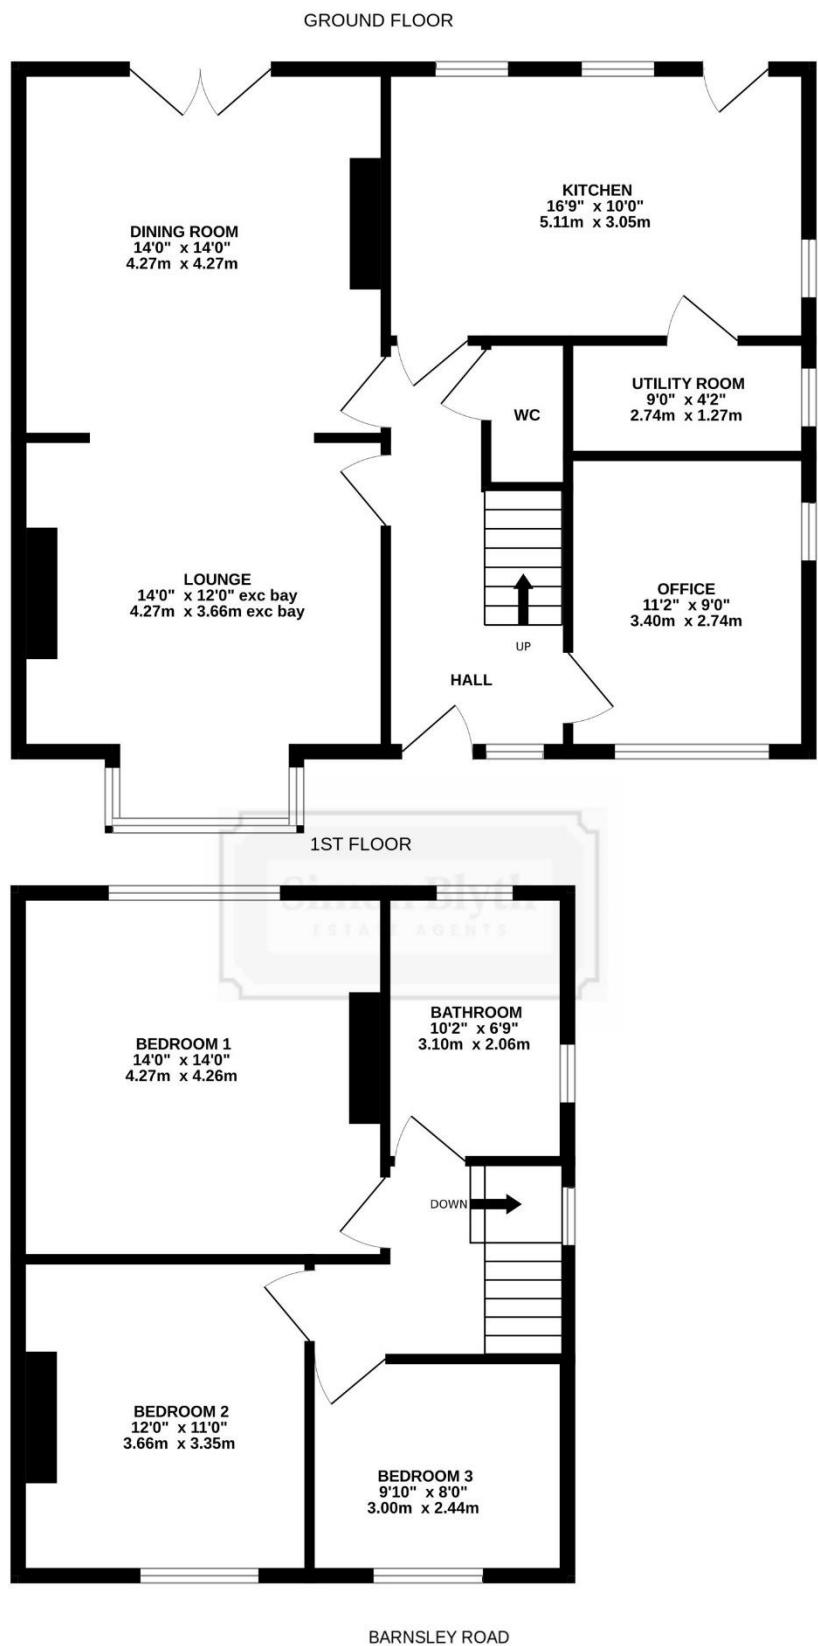 GROUND FLOOR
DINING ROOM
14'0" x 14'0"
4.27m x 4.27m
KITCHEN
16'9" x 10'0"
5.11m x 3.05m
UTILITY ROOM
9'0" x 4'2"
2.74m x 1.27m
WC
LOUNGE
14'0" x 12'0" exc bay
4.27m x 3.66m exc bay
OFFICE
11'2" x 9'0"
3.40m x 2.74m
UP
HALL
1ST FLOOR
Simon Blyth
ESTATE AGENTS
BATHROOM
10'2" x 6'9"
3.10m x 2.06m
BEDROOM 1
14'0" x 14'0"
4.27m x 4.26m
DOWN
BEDROOM 2
12'0" x 11'0"
3.66m x 3.35m
BEDROOM 3
9'10" x 8'0"
3.00m x 2.44m
BARNSLEY ROAD